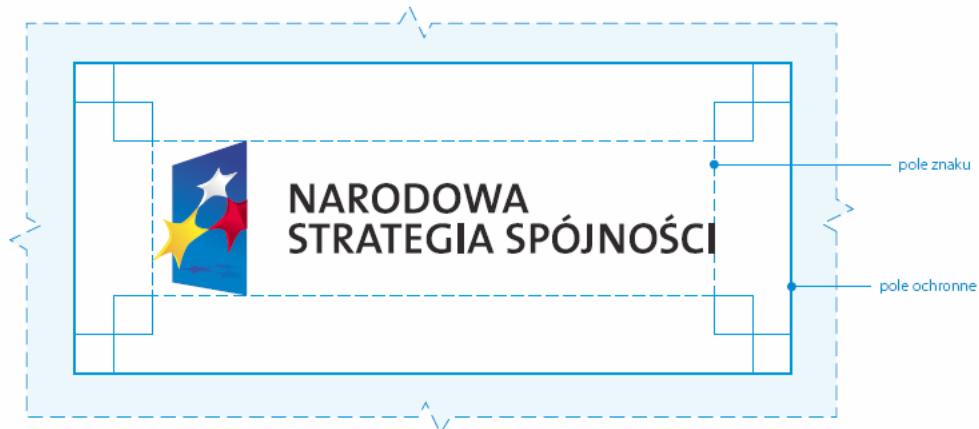 NARODOWA
STRATEGIA SPÓJNOŚCI
pole znaku
pole ochronne